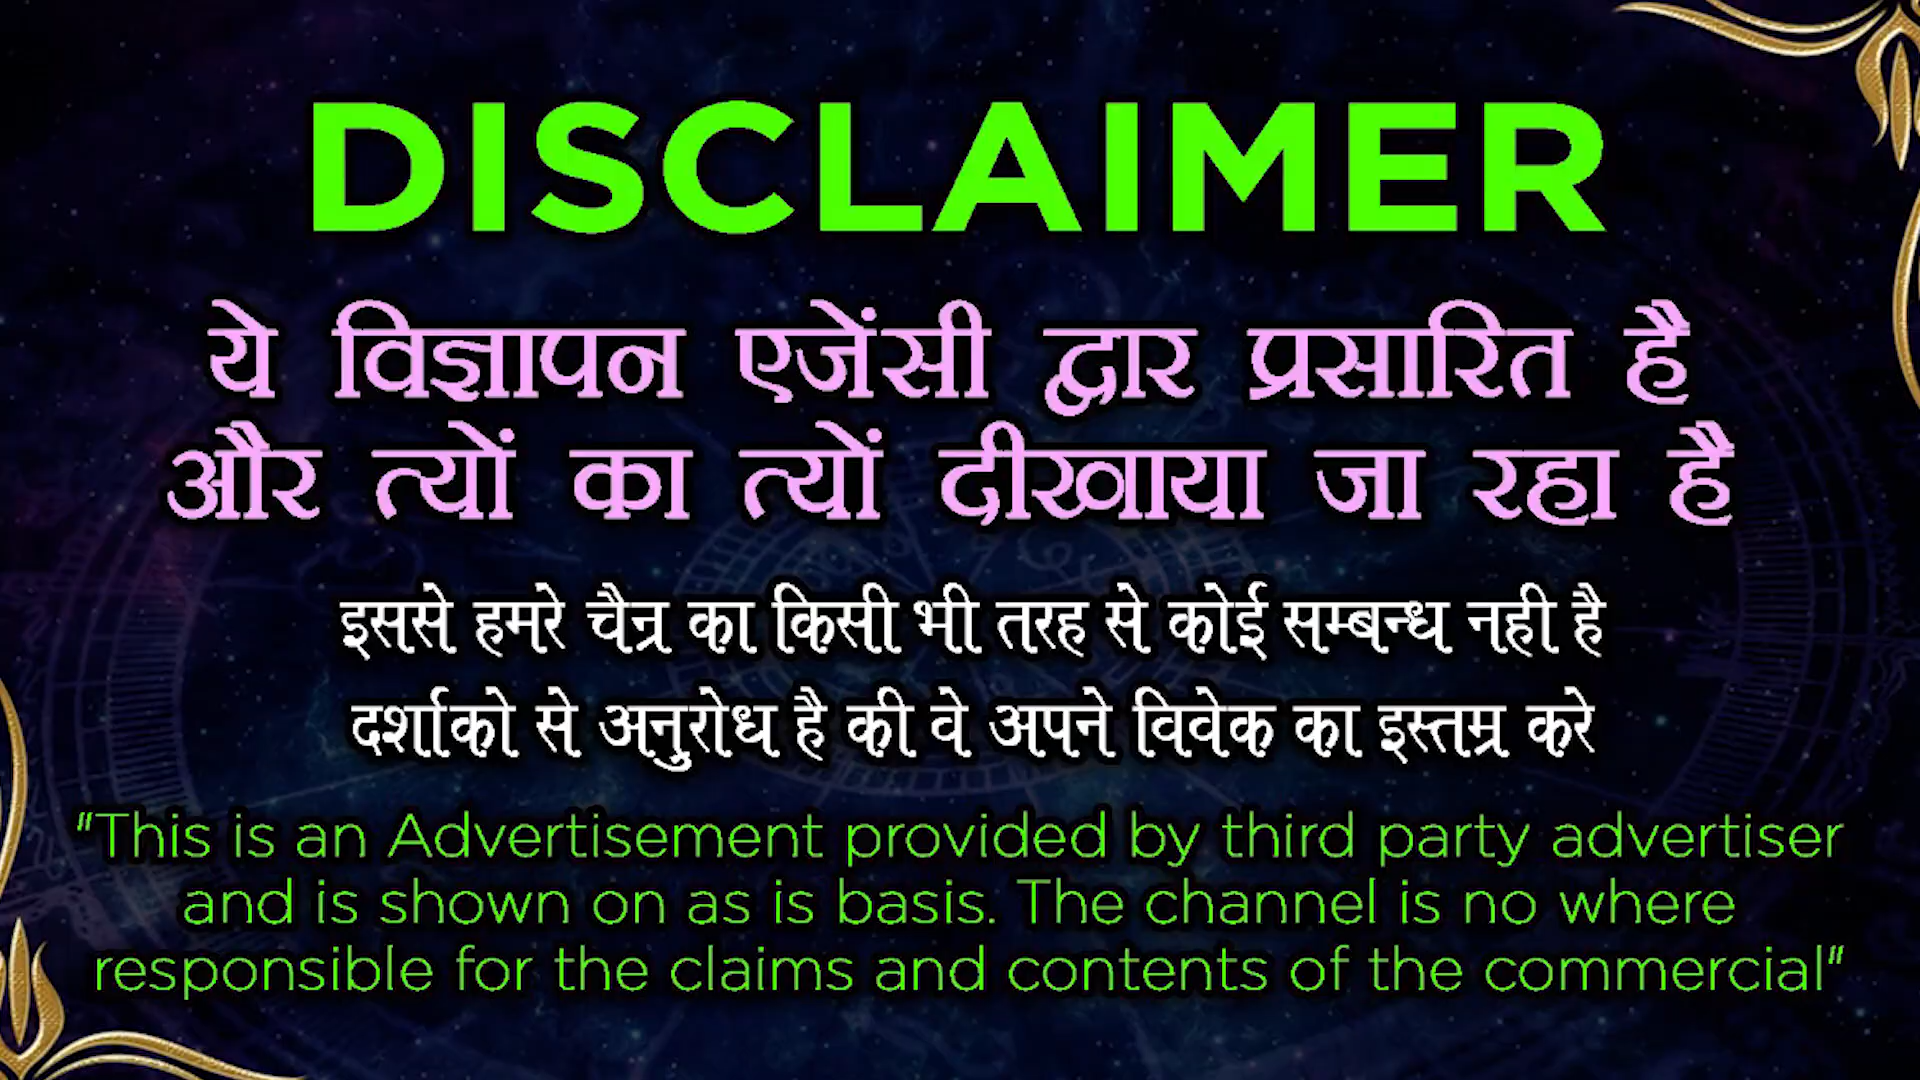 DISCLAIMER
ये विज्ञापन एजेंसी द्वार प्रसारित है
और त्यों का त्यों दीखाया जा रहा है
इससे हमरे चैन्र का किसी भी तरह से कोई सम्बन्ध नही है
दर्शाको से अनुरोध है की वे अपने विवेक का इस्तम्र करे
"This is an Advertisement provided by third party advertiser
and is shown on as is basis. The channel is no where
responsible for the claims and contents of the commercial"